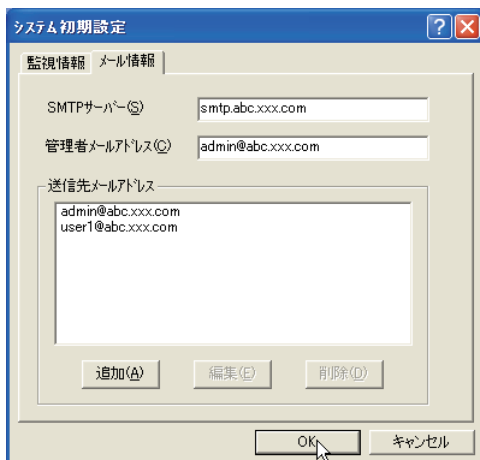 システム初期設定
監視情報 メール情報
SMTPサーバー(S) smtp.abc.xxx.com
管理者メールアドレス(C) admin@abc.xxx.com
送信先メールアドレス
admin@abc.xxx.com
user1@abc.xxx.com
追加(A) 編集(E) 削除(D)
OK キャンセル